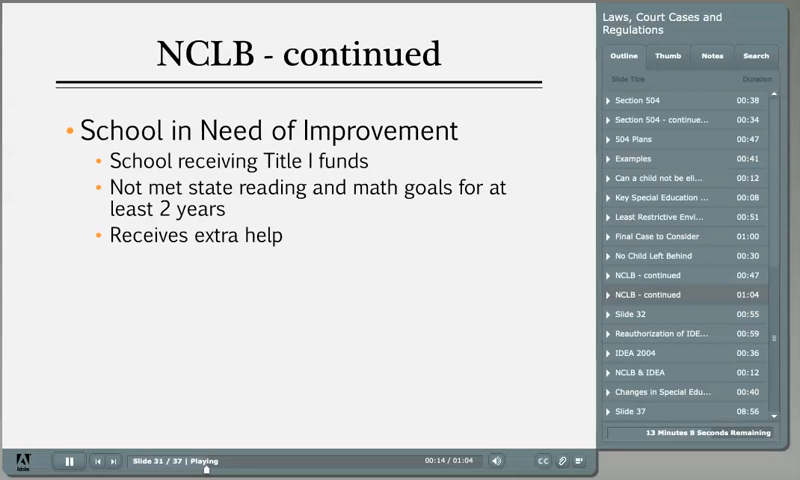 NCLB - continued
• School in Need of Improvement
• School receiving Title I funds
• Not met state reading and math goals for at
least 2 years
• Receives extra help
Laws, Court Cases and
Regulations
Outline Thumb Notes Search
Slide Title Duration
Section 504 00:38
Section 504 - continue... 00:34
504 Plans 00:47
Examples 00:41
Can a child not be eli... 00:12
Key Special Education ... 00:08
Least Restrictive Envi... 00:51
Final Case to Consider 01:00
No Child Left Behind 00:30
NCLB - continued 00:47
NCLB - continued 01:04
Slide 32 00:55
Reauthorization of IDE... 00:59
IDEA 2004 00:36
NCLB & IDEA 00:12
Changes in Special Edu... 00:40
Slide 37 08:56
13 Minutes 8 Seconds Remaining
Adobe
Slide 31 / 37 | Playing 00:14 / 01:04 CC